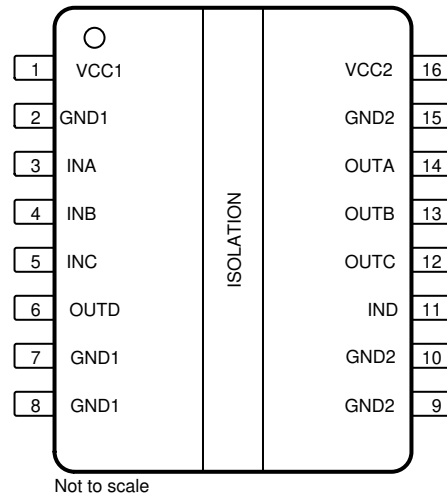 1 VCC1 VCC2 16
2 GND1 GND2 15
3 INA OUTA 14
4 INB OUTB 13
ISOLATION
5 INC OUTC 12
6 OUTD IND 11
7 GND1 GND2 10
8 GND1 GND2 9
Not to scale